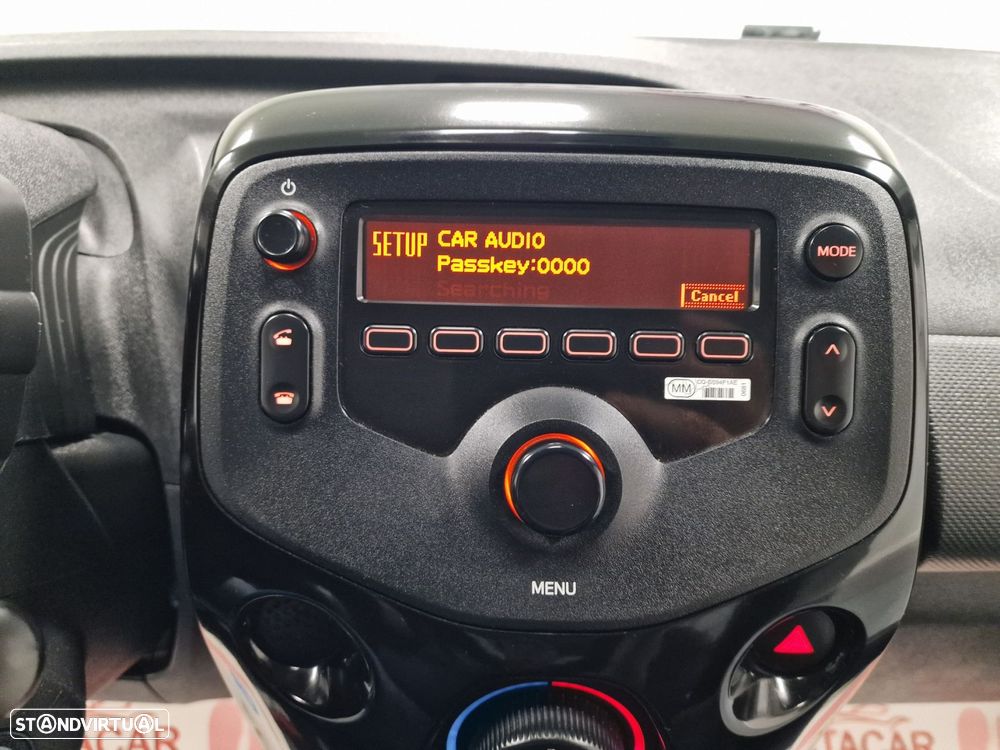 SETUP CAR AUDIO
Passkey:0000
Searching
Cancel
MODE
MM
MENU
STANDVIRTUAL